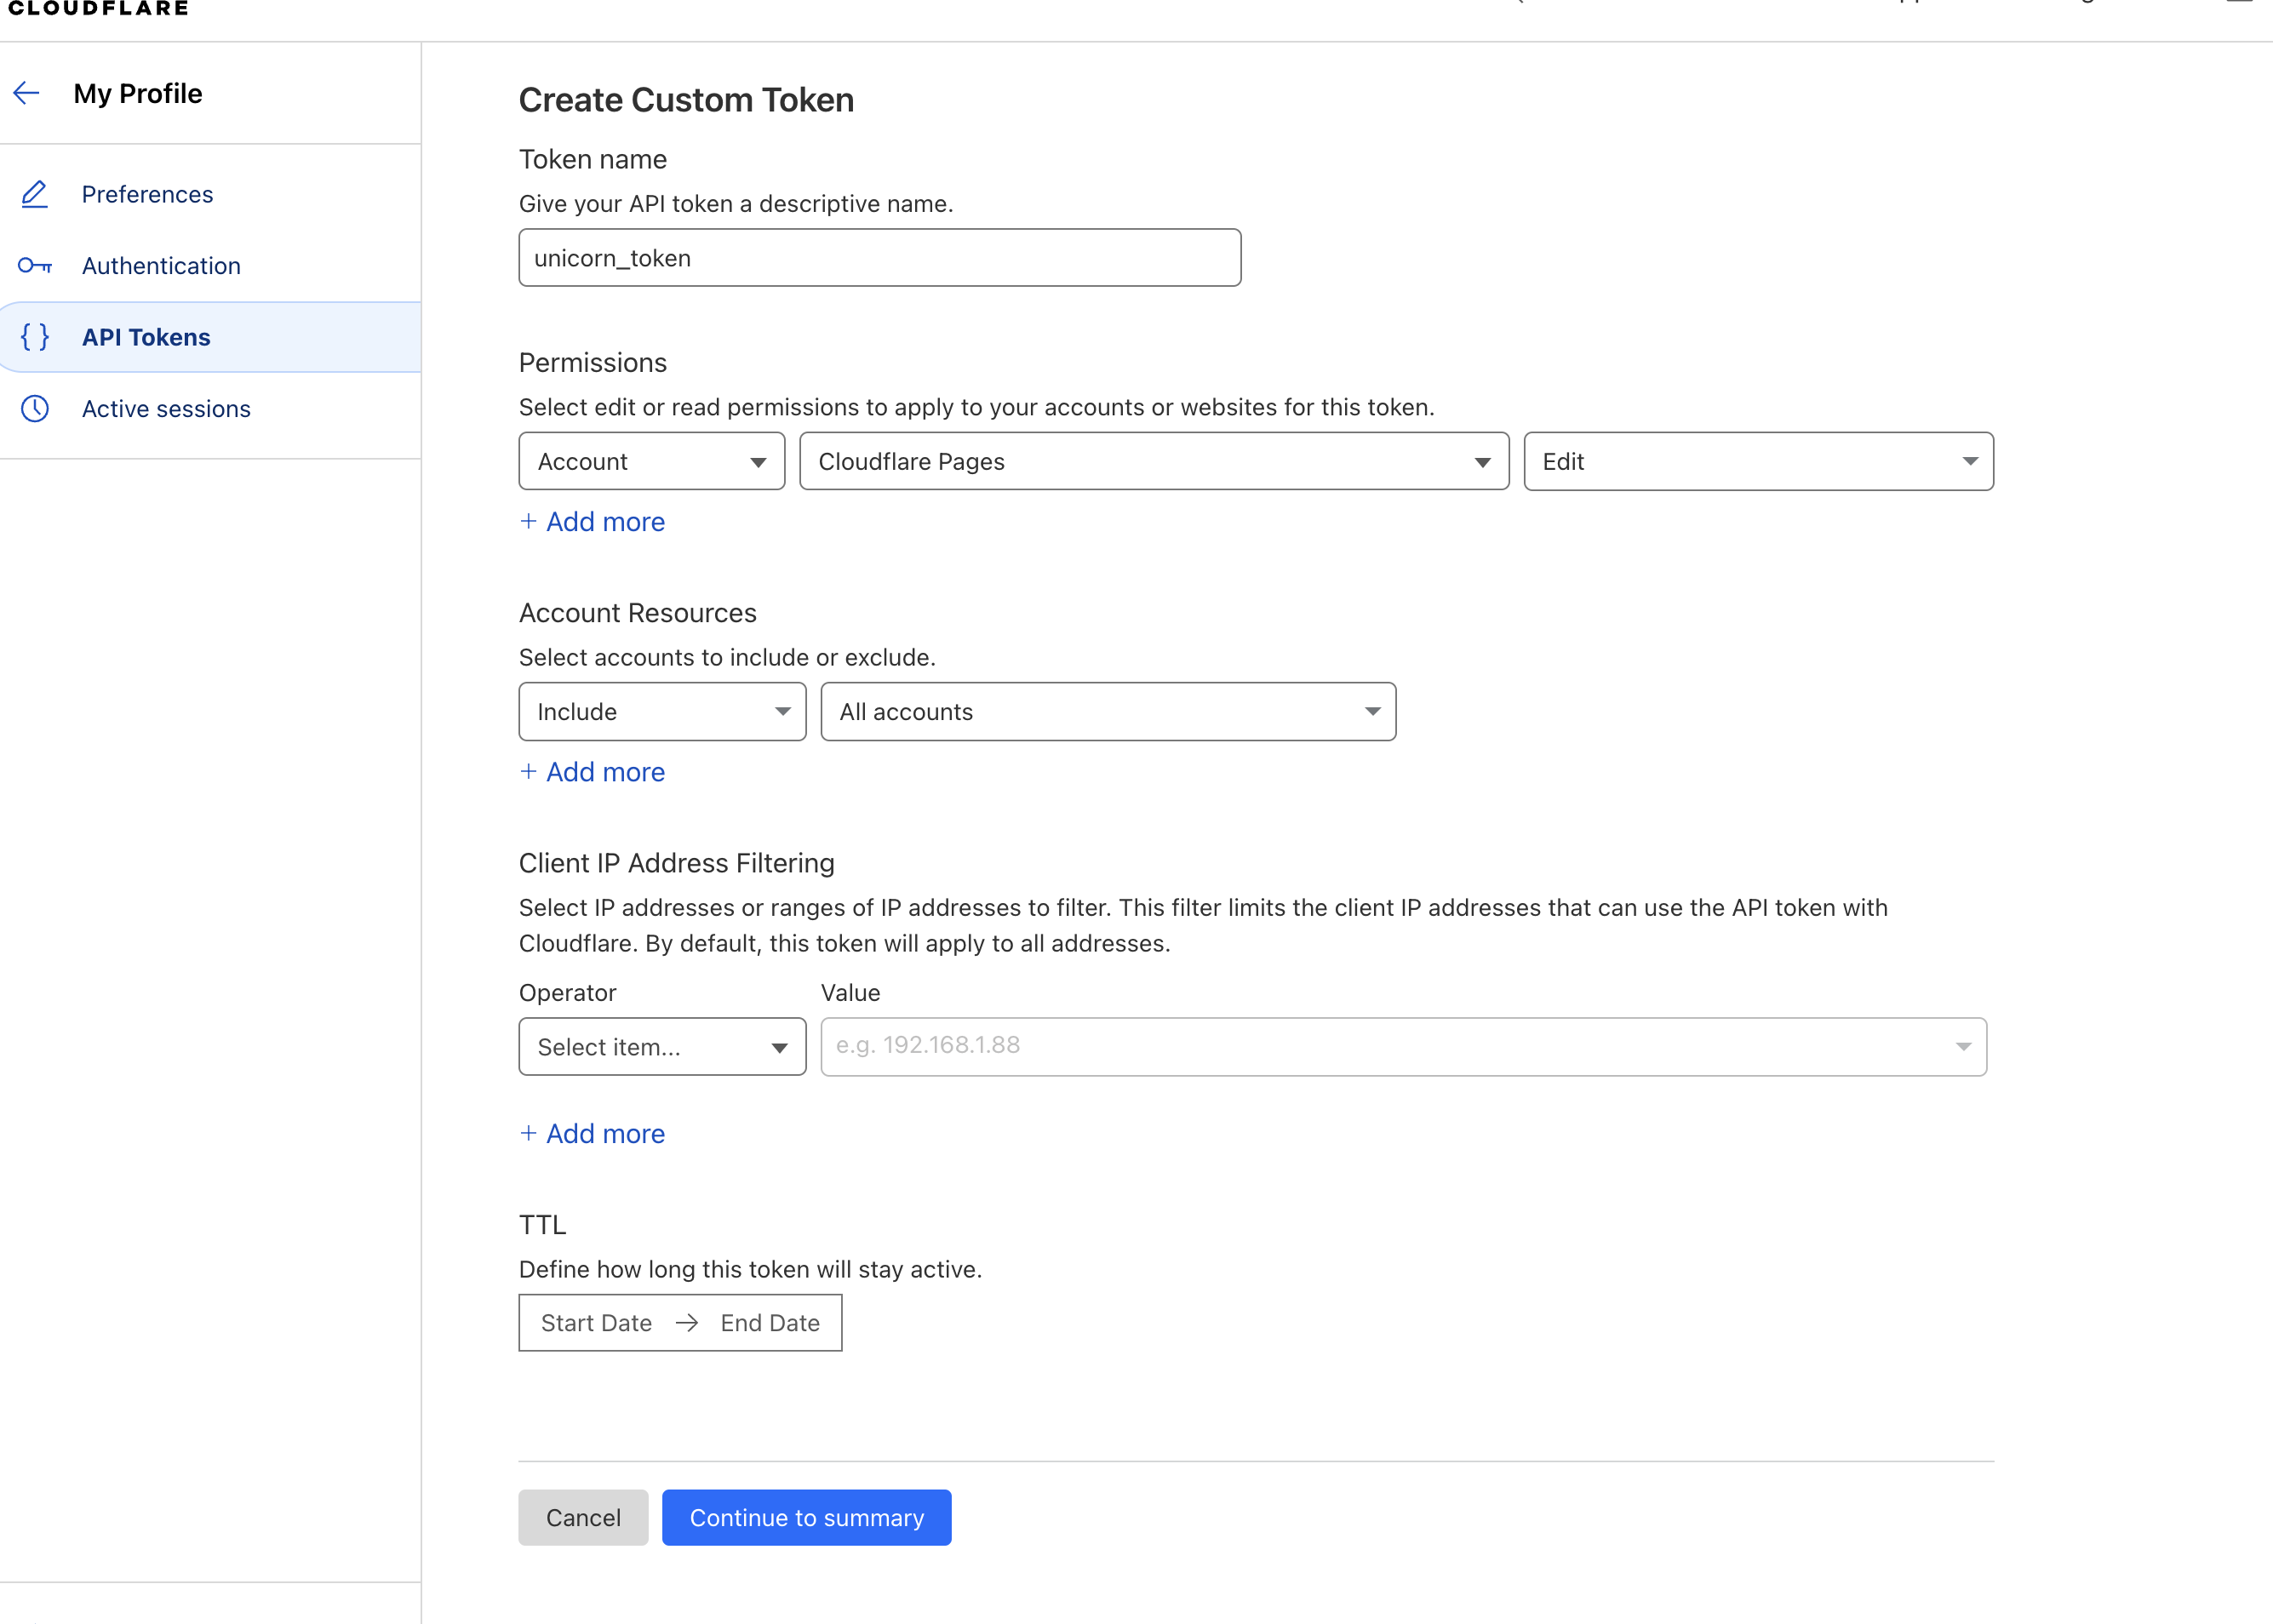 CLOUDFLARE
My Profile
Preferences
Authentication
API Tokens
Active sessions
Create Custom Token
Token name
Give your API token a descriptive name.
unicorn_token
Permissions
Select edit or read permissions to apply to your accounts or websites for this token.
Account Cloudflare Pages Edit
+ Add more
Account Resources
Select accounts to include or exclude.
Include All accounts
+ Add more
Client IP Address Filtering
Select IP addresses or ranges of IP addresses to filter. This filter limits the client IP addresses that can use the API token with
Cloudflare. By default, this token will apply to all addresses.
Operator Value
Select item... e.g. 192.168.1.88
+ Add more
TTL
Define how long this token will stay active.
Start Date → End Date
Cancel Continue to summary